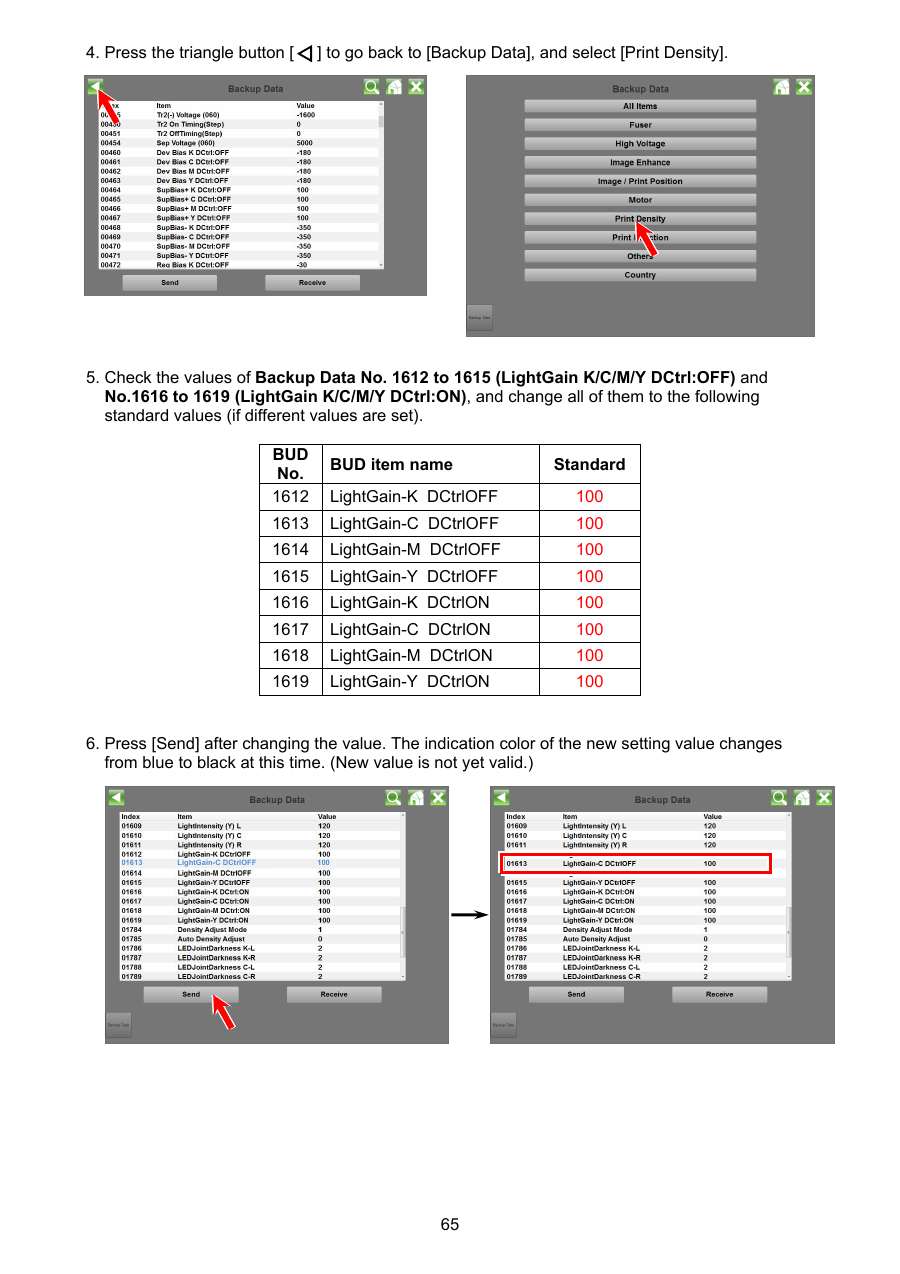 4. Press the triangle button [ ] to go back to [Backup Data], and select [Print Density].
Backup Data
Item Value
Tr2(-) Voltage (060) -1600
Tr2 On Timing(Step) 0
00451 Tr2 OffTiming(Step) 0
00454 Sep Voltage (060) 5000
00460 Dev Bias K DCtrl:OFF -180
00461 Dev Bias C DCtrl:OFF -180
00462 Dev Bias M DCtrl:OFF -180
00463 Dev Bias Y DCtrl:OFF -180
00464 SupBias+ K DCtrl:OFF 100
00465 SupBias+ C DCtrl:OFF 100
00466 SupBias+ M DCtrl:OFF 100
00467 SupBias+ Y DCtrl:OFF 100
00468 SupBias- K DCtrl:OFF -350
00469 SupBias- C DCtrl:OFF -350
00470 SupBias- M DCtrl:OFF -350
00471 SupBias- Y DCtrl:OFF -350
00472 Reg Bias K DCtrl:OFF -30
Send Receive
Backup Data
All Items
Fuser
High Voltage
Image Enhance
Image / Print Position
Motor
Print Density
Print
Others
Country
Backup Data
5. Check the values of Backup Data No. 1612 to 1615 (LightGain K/C/M/Y DCtrl:OFF) and
No.1616 to 1619 (LightGain K/C/M/Y DCtrl:ON), and change all of them to the following
standard values (if different values are set).
BUD
No. BUD item name Standard
1612 LightGain-K DCtrlOFF 100
1613 LightGain-C DCtrlOFF 100
1614 LightGain-M DCtrlOFF 100
1615 LightGain-Y DCtrlOFF 100
1616 LightGain-K DCtrlON 100
1617 LightGain-C DCtrlON 100
1618 LightGain-M DCtrlON 100
1619 LightGain-Y DCtrlON 100
6. Press [Send] after changing the value. The indication color of the new setting value changes
from blue to black at this time. (New value is not yet valid.)
Backup Data
Index Item Value
01609 LightIntensity (Y) L 120
01610 LightIntensity (Y) C 120
01611 LightIntensity (Y) R 120
01612 LightGain-K DCtrlOFF 100
01613 LightGain-C DCtrlOFF 100
01614 LightGain-M DCtrlOFF 100
01615 LightGain-Y DCtrlOFF 100
01616 LightGain-K DCtrl:ON 100
01617 LightGain-C DCtrl:ON 100
01618 LightGain-M DCtrl:ON 100
01619 LightGain-Y DCtrl:ON 100
01784 Density Adjust Mode 1
01785 Auto Density Adjust 0
01786 LEDJointDarkness K-L 2
01787 LEDJointDarkness K-R 2
01788 LEDJointDarkness C-L 2
01789 LEDJointDarkness C-R 2
Send Receive
Backup Data
Backup Data
Index Item Value
01609 LightIntensity (Y) L 120
01610 LightIntensity (Y) C 120
01611 LightIntensity (Y) R 120
01613 LightGain-C DCtrlOFF 100
01615 LightGain-Y DCtrlOFF 100
01616 LightGain-K DCtrl:ON 100
01617 LightGain-C DCtrl:ON 100
01618 LightGain-M DCtrl:ON 100
01619 LightGain-Y DCtrl:ON 100
01784 Density Adjust Mode 1
01785 Auto Density Adjust 0
01786 LEDJointDarkness K-L 2
01787 LEDJointDarkness K-R 2
01788 LEDJointDarkness C-L 2
01789 LEDJointDarkness C-R 2
Send Receive
Backup Data
65